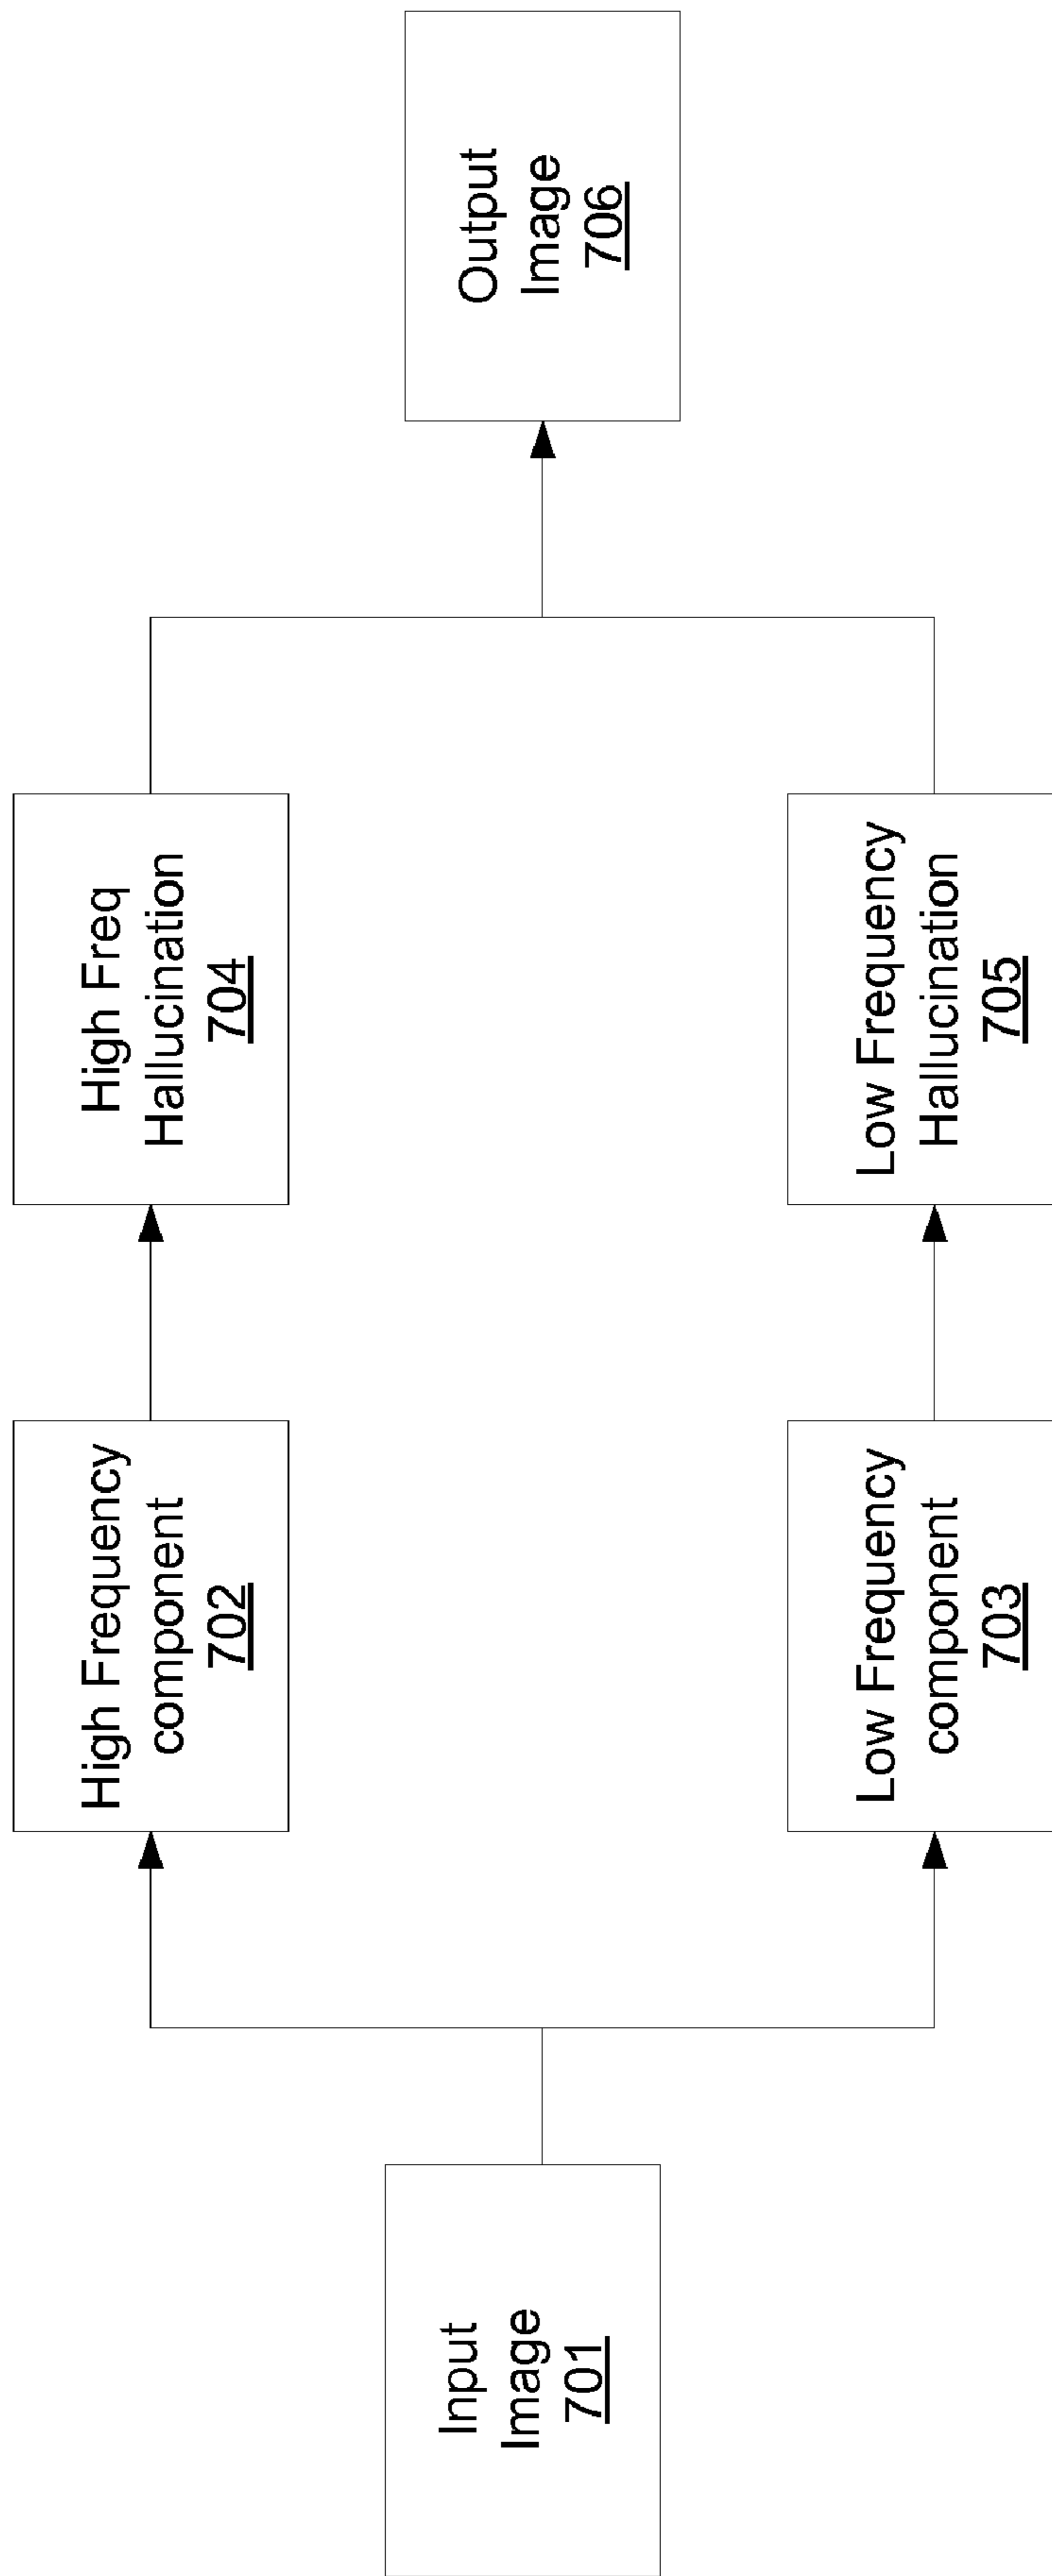 Input
Image
701
High Frequency
component
702
Low Frequency
component
703
High Freq
Hallucination
704
Low Frequency
Hallucination
705
Output
Image
706